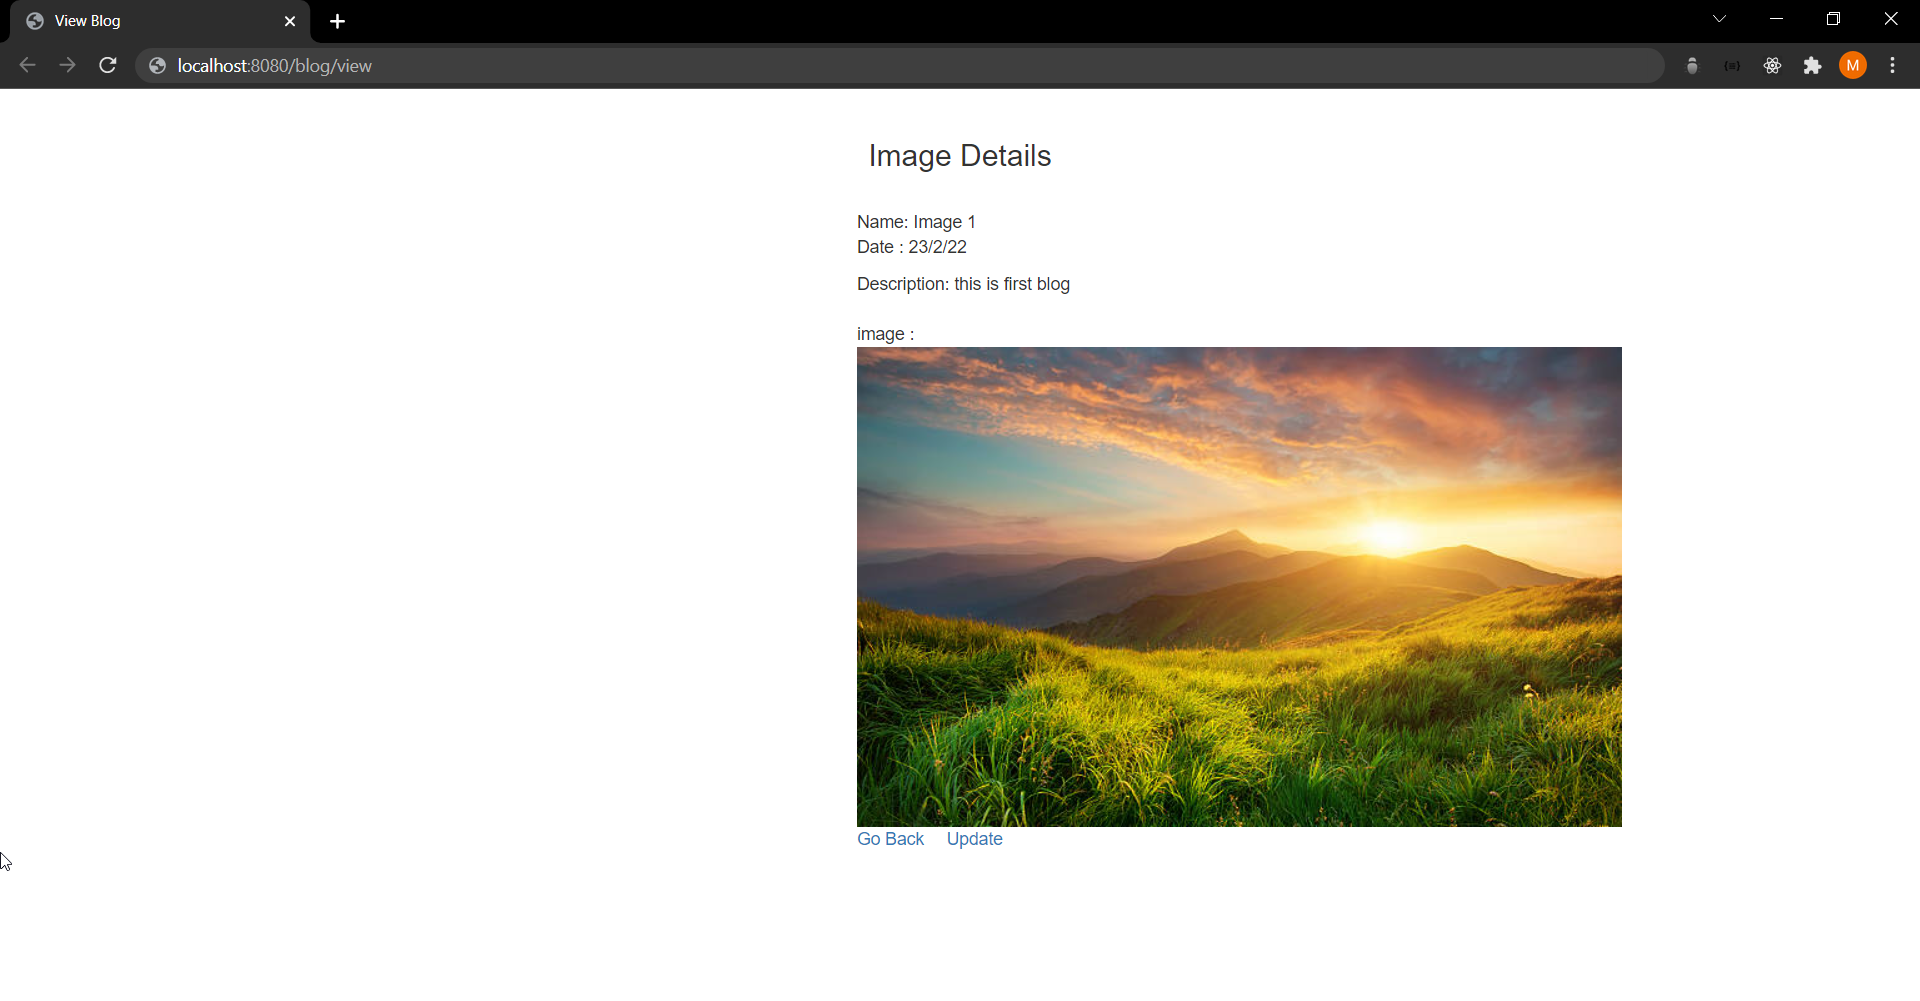 View Blog
localhost:8080/blog/view
M
Image Details
Name: Image 1
Date : 23/2/22
Description: this is first blog
image :
Go Back Update